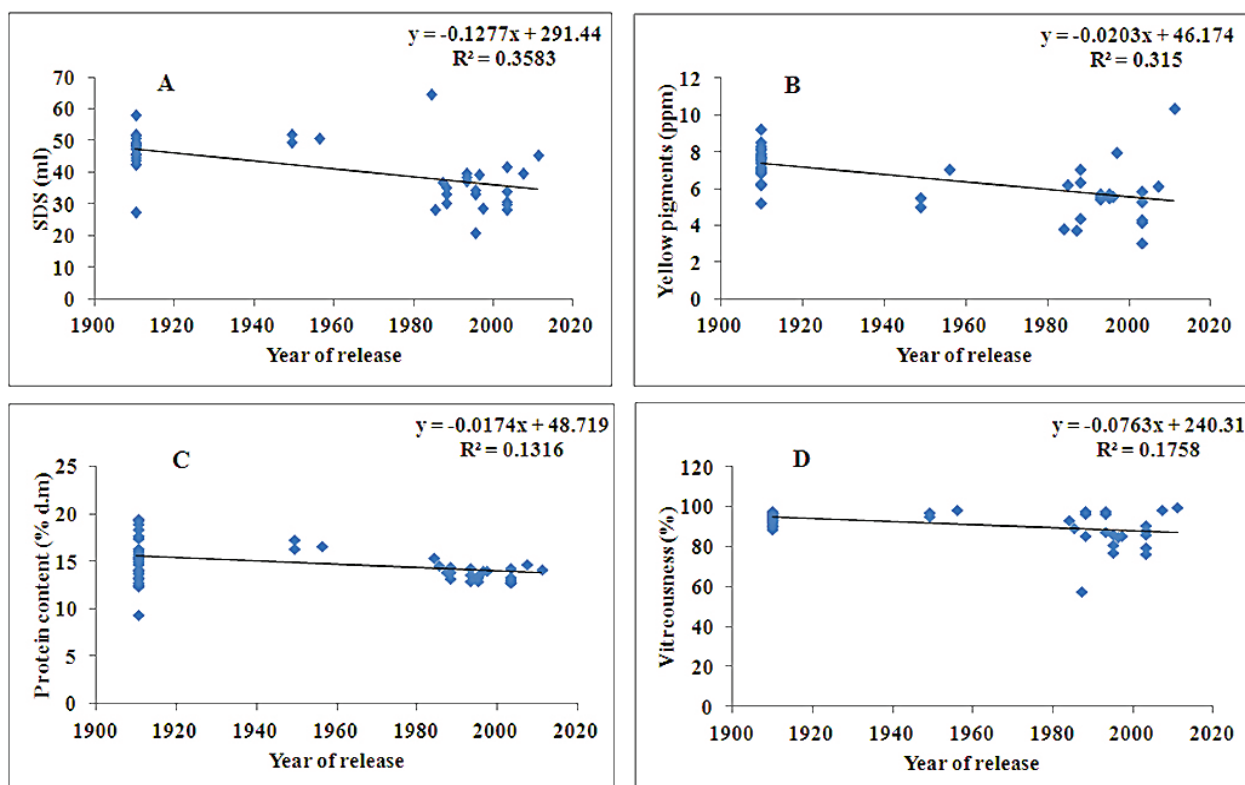 y = -0.1277x + 291.44
R² = 0.3583
A
70
60
50
40
30
20
10
0
SDS (ml)
1900 1920 1940 1960 1980 2000 2020
Year of release
y = -0.0203x + 46.174
R² = 0.315
B
12
10
8
6
4
2
0
Yellow pigments (ppm)
1900 1920 1940 1960 1980 2000 2020
Year of release
y = -0.0174x + 48.719
R² = 0.1316
C
25
20
15
10
5
0
Protein content (% d.m)
1900 1920 1940 1960 1980 2000 2020
Year of release
y = -0.0763x + 240.31
R² = 0.1758
D
120
100
80
60
40
20
0
Vitreousness (%)
1900 1920 1940 1960 1980 2000 2020
Year of release